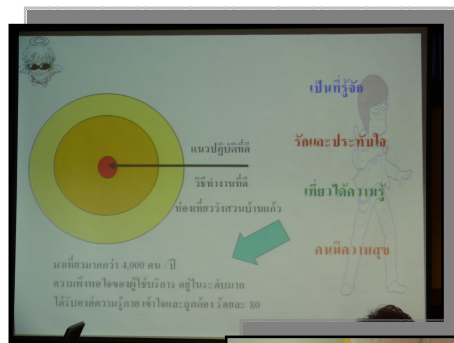 เป็นที่รู้จัก
รักและประทับใจ
เที่ยวได้ความรู้
คนมีความสุข
แนวปฏิบัติที่ดี
วิธีทำงานที่ดี
ท่องเที่ยววังสวนบ้านแก้ว
มาเที่ยวมากกว่า 4,000 คน / ปี
ความพึงพอใจของผู้ใช้บริการ อยู่ในระดับมาก
ได้รับองค์ความรู้ถูกต้อง ร้อยละ 80